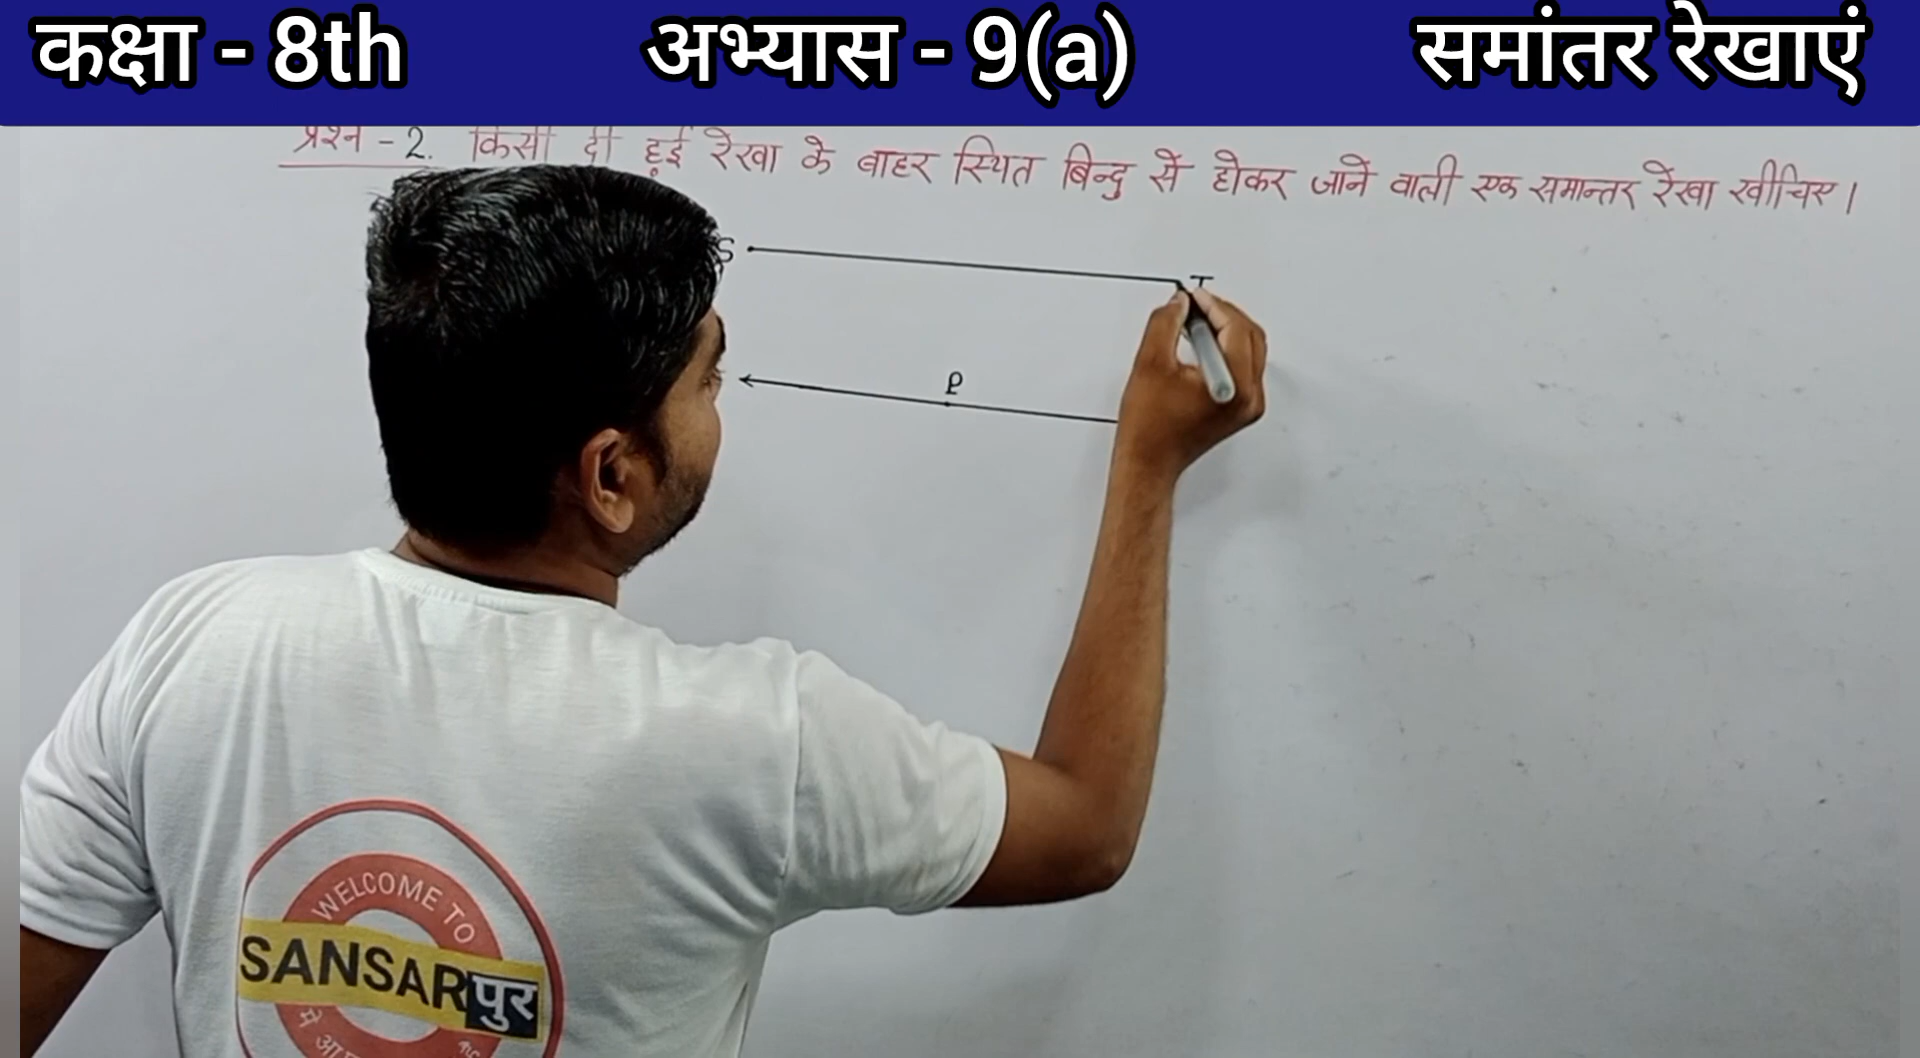 कक्षा - 8th अभ्यास - 9(a) समांतर रेखाएं
प्रश्न - 2. किसी दी हुई रेखा के बाहर स्थित बिन्दु से होकर जाने वाली एक समान्तर रेखा खींचिए।
S T
P
WELCOME TO
SANSARपुर
में